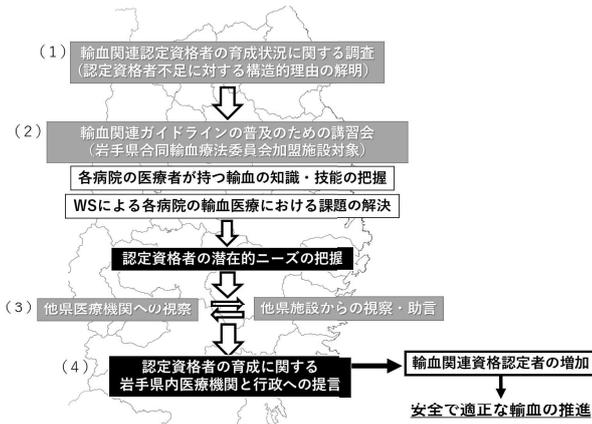 (1)
輸血関連認定資格者の育成状況に関する調査
(認定資格者不足に対する構造的理由の解明)
(2)
輸血関連ガイドラインの普及のための講習会
(岩手県合同輸血療法委員会加盟施設対象)
各病院の医療者が持つ輸血の知識・技能の把握
WSによる各病院の輸血医療における課題の解決
認定資格者の潜在的ニーズの把握
(3)
他県医療機関への視察
他県施設からの視察・助言
(4)
認定資格者の育成に関する
岩手県内医療機関と行政への提言
輸血関連資格認定者の増加
安全で適正な輸血の推進